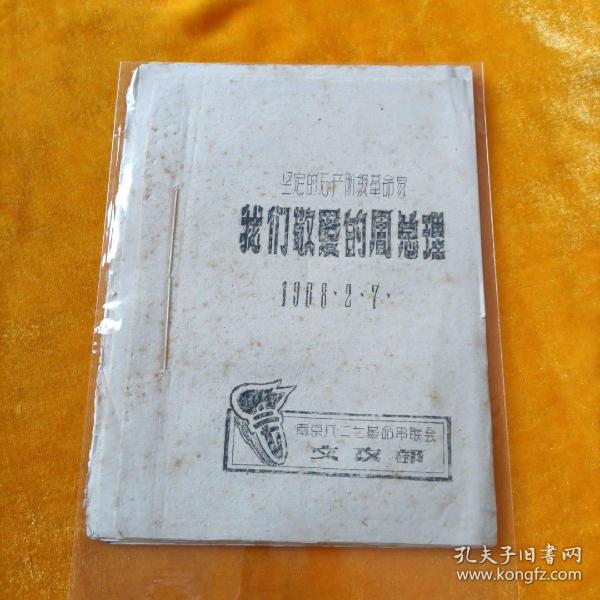 坚定的无产阶级革命家
我们敬爱的周总理
1968·2·7·
南京八二七革命串联会
文攻部
孔夫子旧书网
www.kongfz.com